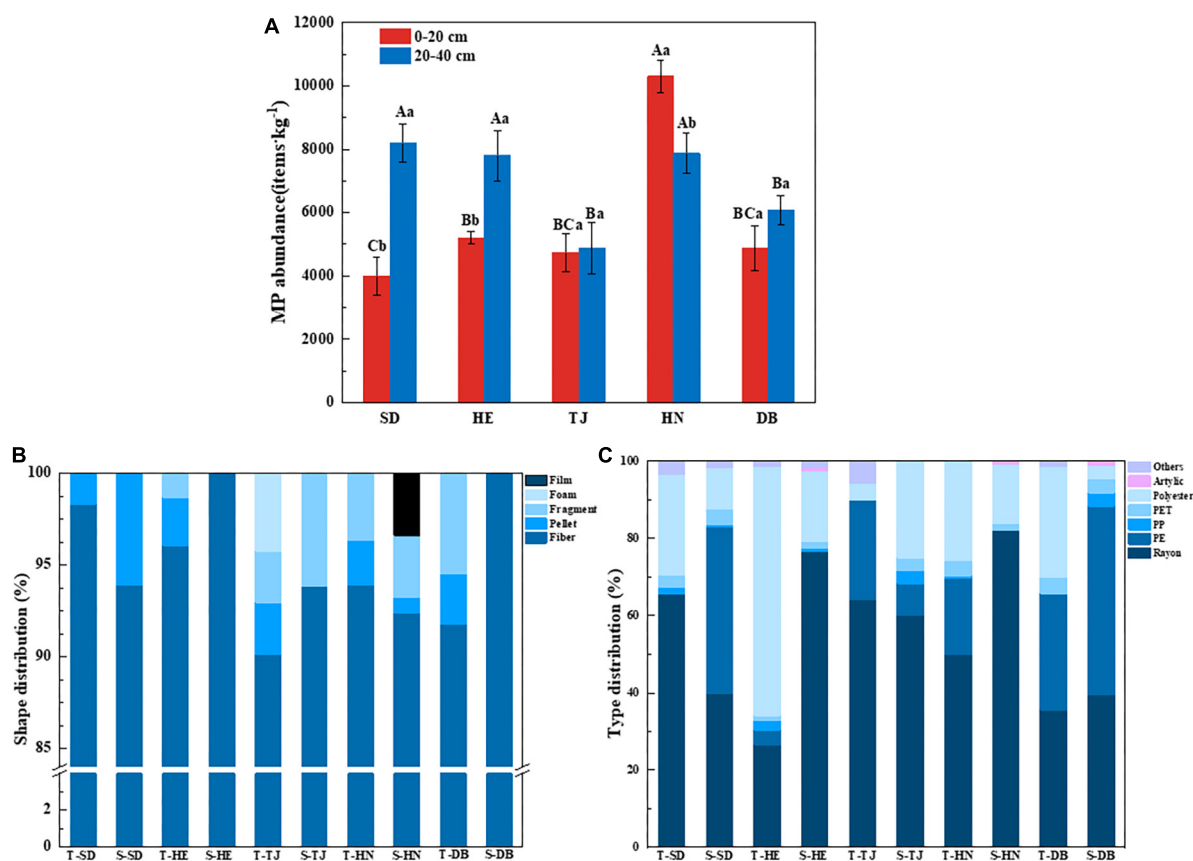 A
12000
10000
8000
6000
4000
2000
0
MP abundance(items·kg⁻¹)
0-20 cm
20-40 cm
Cb
Aa
Bb
Aa
BCa
Ba
Aa
Ab
BCa
Ba
SD HE TJ HN DB
B
100
95
90
85
2
0
Shape distribution (%)
Film
Foam
Fragment
Pellet
Fiber
T-SD S-SD T-HE S-HE T-TJ S-TJ T-HN S-HN T-DB S-DB
C
100
80
60
40
20
0
Type distribution (%)
Others
Artylic
Polyester
PET
PP
PE
Rayon
T-SD S-SD T-HE S-HE T-TJ S-TJ T-HN S-HN T-DB S-DB